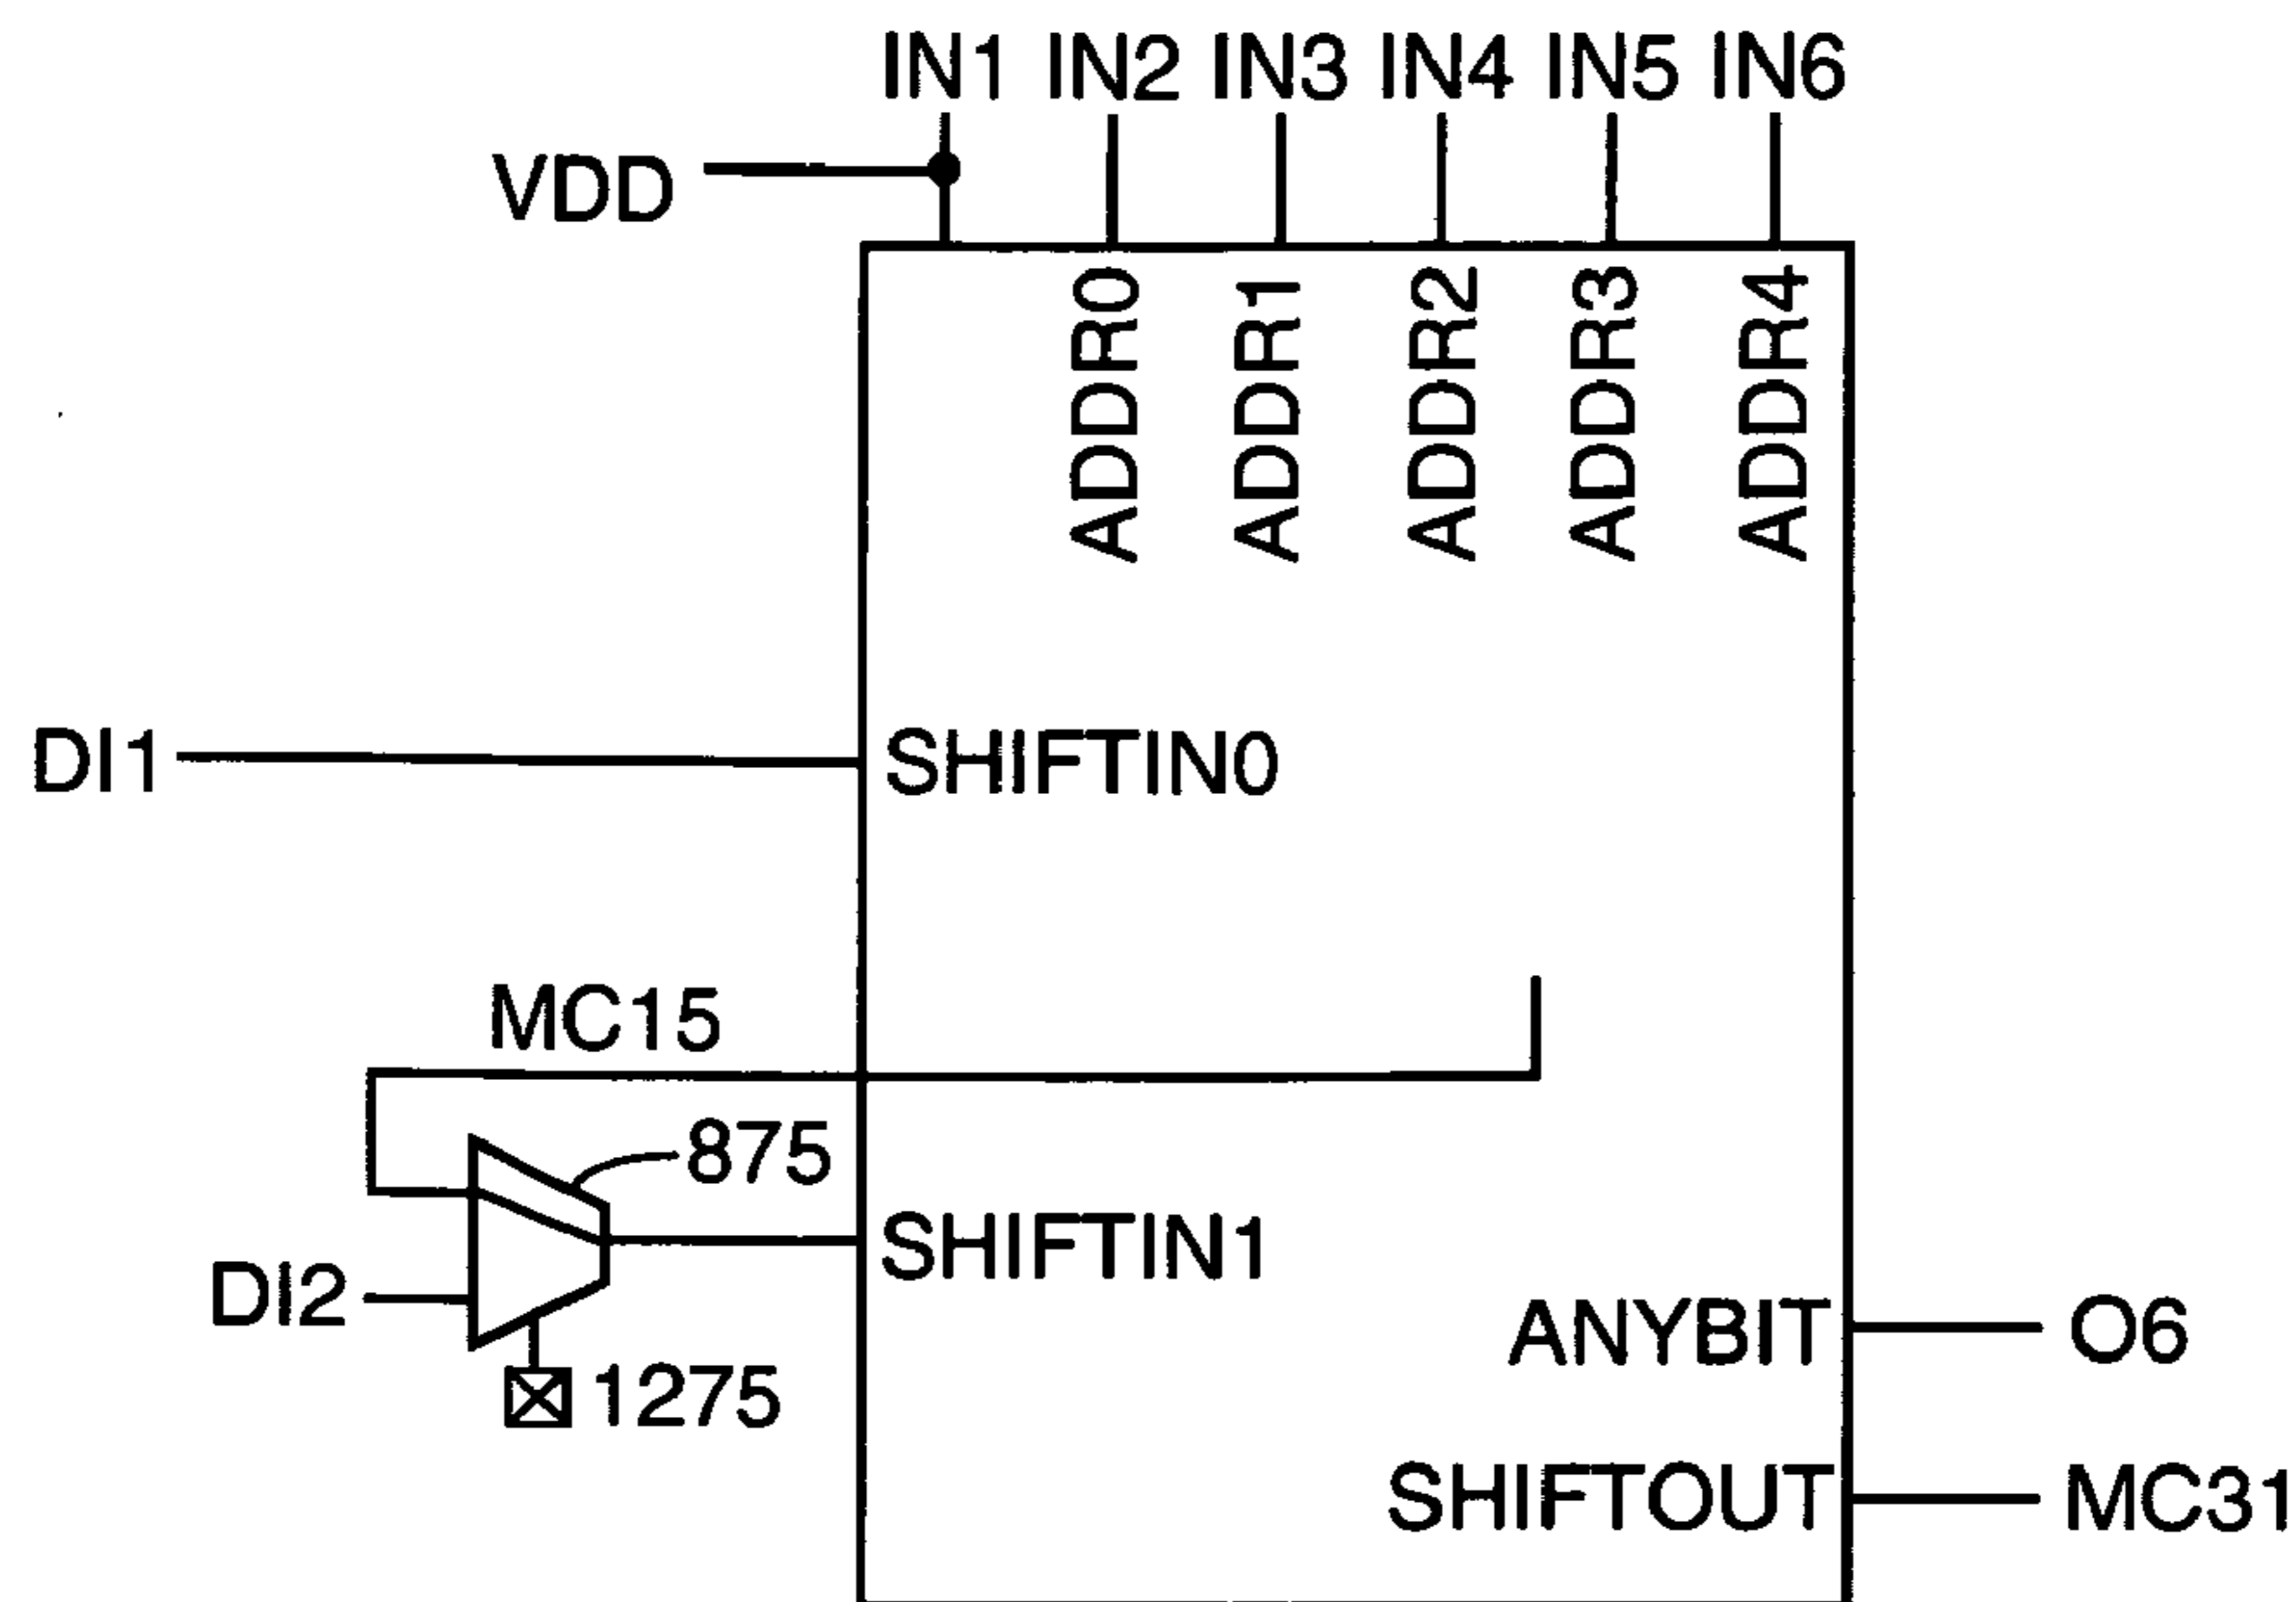 IN1 IN2 IN3 IN4 IN5 IN6
VDD
ADDR0
ADDR1
ADDR2
ADDR3
ADDR4
DI1
SHIFTIN0
MC15
875
SHIFTIN1
DI2
1275
ANYBIT
O6
SHIFTOUT
MC31